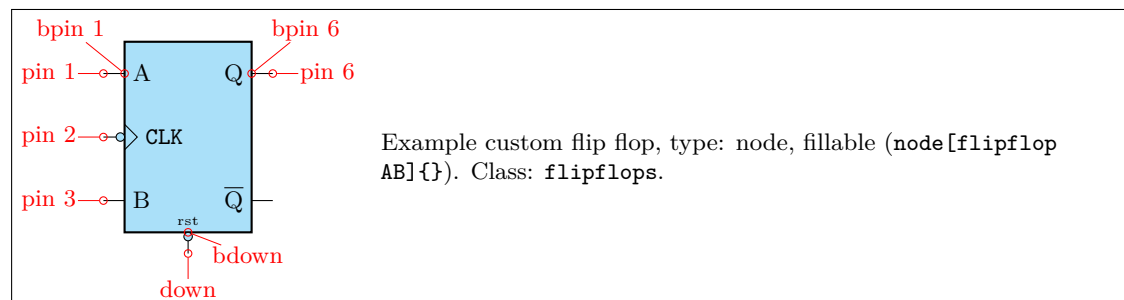 bpin 1
bpin 6
pin 1
A
Q
pin 6
pin 2
CLK
Example custom flip flop, type: node, fillable (node[flipflop
AB]{}). Class: flipflops.
pin 3
B
Q̅
rst
bdown
down